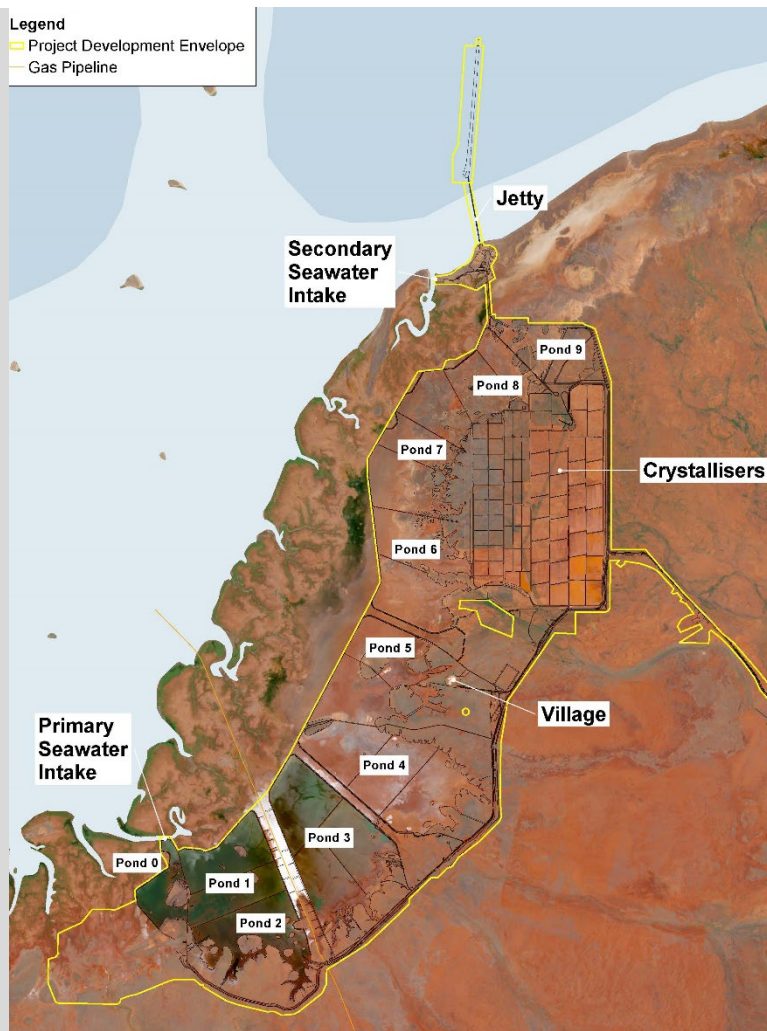 Legend
Project Development Envelope
Gas Pipeline
Jetty
Secondary
Seawater
Intake
Pond 9
Pond 8
Pond 7
Crystallisers
Pond 6
Pond 5
Village
Primary
Seawater
Intake
Pond 4
Pond 3
Pond 0
Pond 1
Pond 2